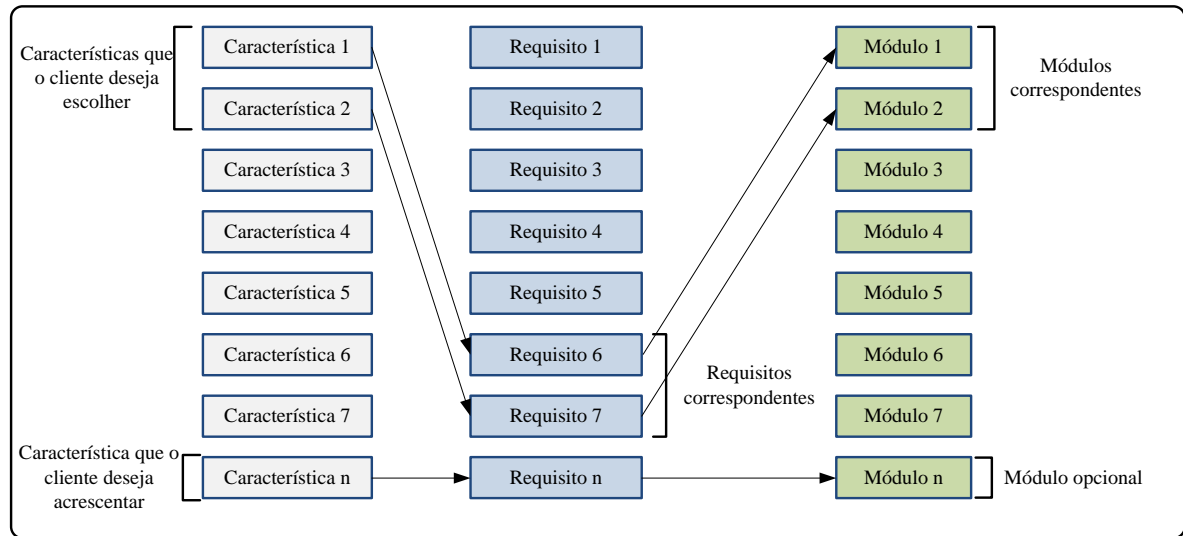 Características que
o cliente deseja
escolher
Característica 1
Característica 2
Característica 3
Característica 4
Característica 5
Característica 6
Característica 7
Característica que o
cliente deseja
acrescentar
Característica n
Requisito 1
Requisito 2
Requisito 3
Requisito 4
Requisito 5
Requisito 6
Requisito 7
Requisito n
Requisitos
correspondentes
Módulo 1
Módulo 2
Módulo 3
Módulo 4
Módulo 5
Módulo 6
Módulo 7
Módulo n
Módulos
correspondentes
Módulo opcional